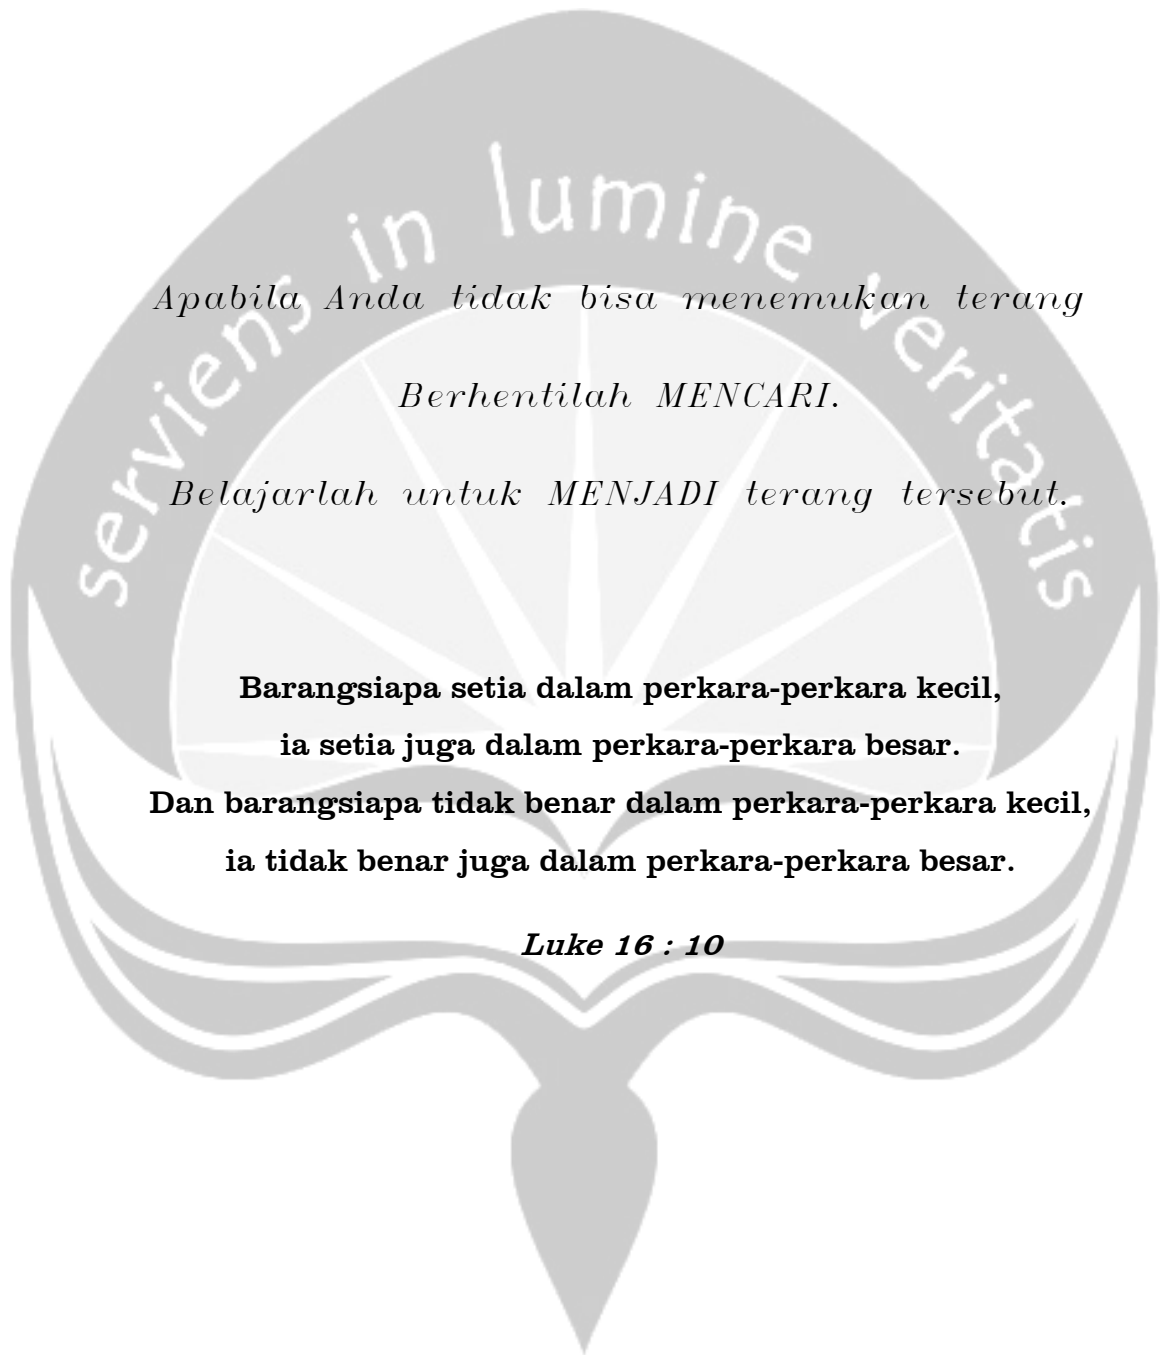 serviens in lumine veritatis
Apabila Anda tidak bisa menemukan terang
Berhentilah MENCARI.
Belajarlah untuk MENJADI terang tersebut.
Barangsiapa setia dalam perkara-perkara kecil,
ia setia juga dalam perkara-perkara besar.
Dan barangsiapa tidak benar dalam perkara-perkara kecil,
ia tidak benar juga dalam perkara-perkara besar.
Luke 16 : 10